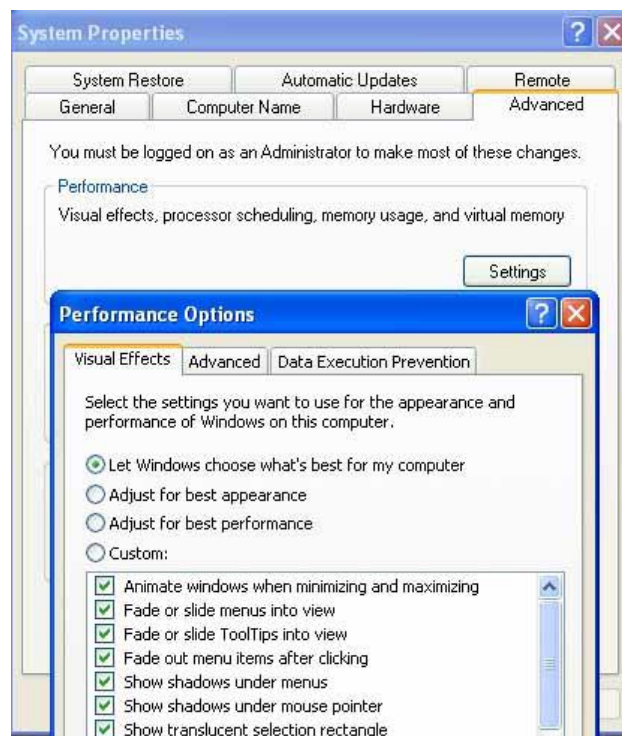 System Properties
System Restore
Automatic Updates
Remote
General
Computer Name
Hardware
Advanced
You must be logged on as an Administrator to make most of these changes.
Performance
Visual effects, processor scheduling, memory usage, and virtual memory
Settings
Performance Options
Visual Effects
Advanced
Data Execution Prevention
Select the settings you want to use for the appearance and
performance of Windows on this computer.
Let Windows choose what's best for my computer
Adjust for best appearance
Adjust for best performance
Custom:
Animate windows when minimizing and maximizing
Fade or slide menus into view
Fade or slide ToolTips into view
Fade out menu items after clicking
Show shadows under menus
Show shadows under mouse pointer
Show translucent selection rectangle